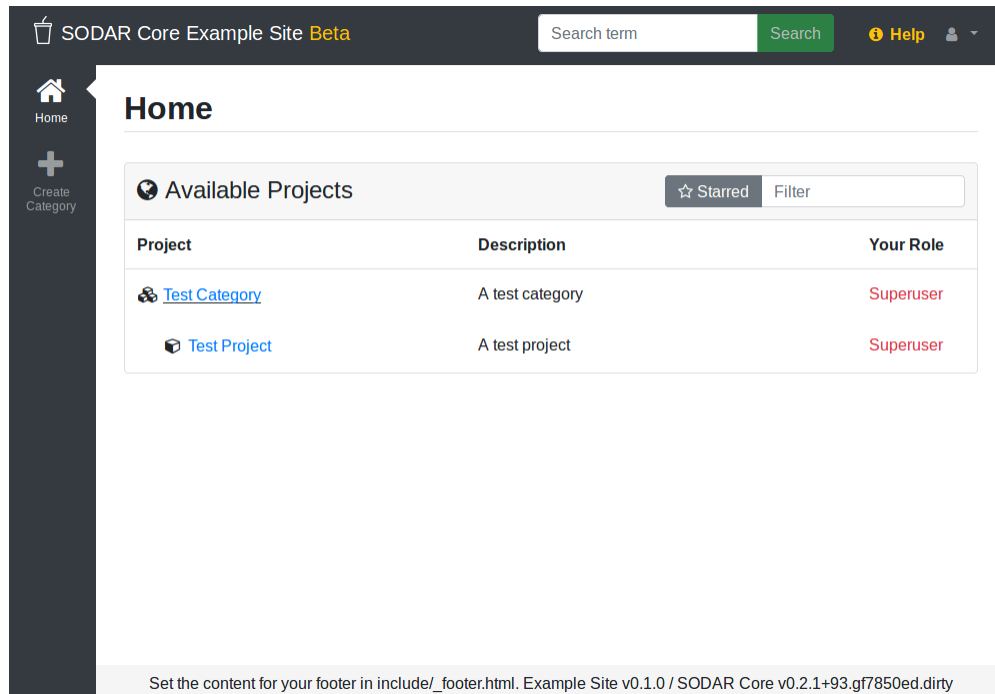 SODAR Core Example Site Beta
Search term
Search
Help
Home
Create
Category
Home
Available Projects
Starred
Filter
Project Description Your Role
Test Category A test category Superuser
Test Project A test project Superuser
Set the content for your footer in include/_footer.html. Example Site v0.1.0 / SODAR Core v0.2.1+93.gf7850ed.dirty